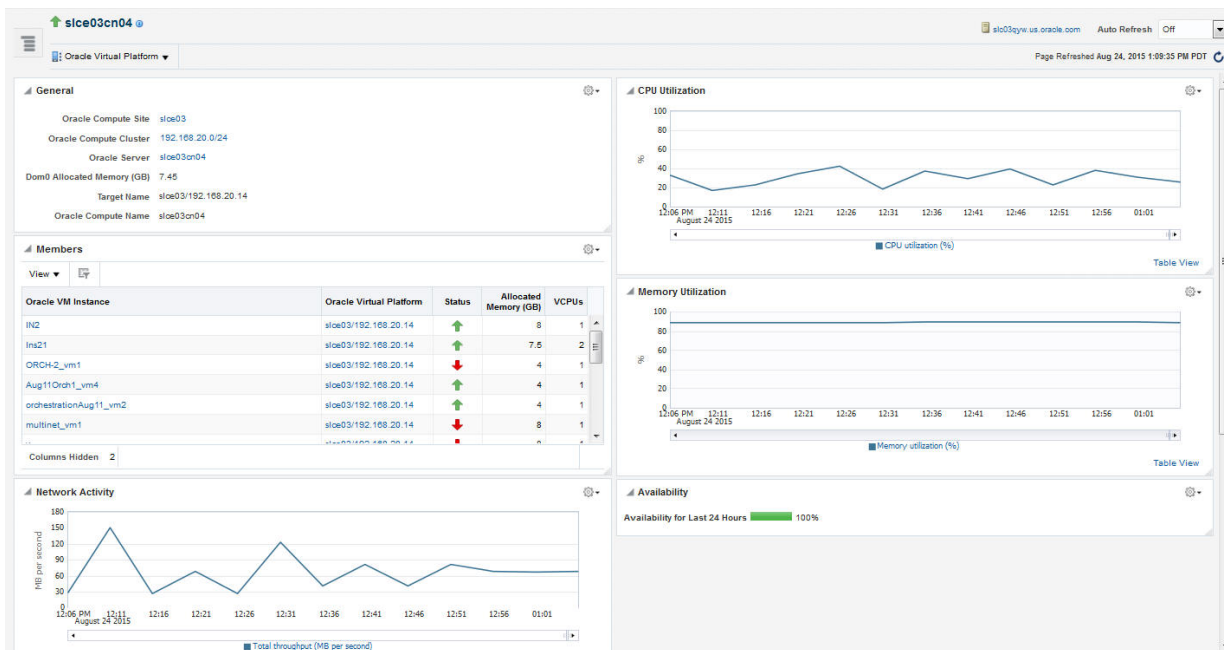 slce03cn04
slc03qyw.us.oracle.com Auto Refresh Off
Oracle Virtual Platform
Page Refreshed Aug 24, 2015 1:09:35 PM PDT
General
Oracle Compute Site slce03
Oracle Compute Cluster 192.168.20.0/24
Oracle Server slce03cn04
Dom0 Allocated Memory (GB) 7.45
Target Name slce03/192.168.20.14
Oracle Compute Name slce03cn04
Members
View
Oracle VM Instance Oracle Virtual Platform Status Allocated Memory (GB) VCPUs
IN2 slce03/192.168.20.14 8 1
Ins21 slce03/192.168.20.14 7.5 2
ORCH-2_vm1 slce03/192.168.20.14 4 1
Aug11Orch1_vm4 slce03/192.168.20.14 4 1
orchestrationAug11_vm2 slce03/192.168.20.14 4 1
multinet_vm1 slce03/192.168.20.14 8 1
Columns Hidden 2
Network Activity
180
150
120
90
60
30
0
MB per second
12:06 PM 12:11 12:16 12:21 12:26 12:31 12:36 12:41 12:46 12:51 12:56 01:01
August 24 2015
Total throughput (MB per second)
CPU Utilization
100
80
60
40
20
0
%
12:06 PM 12:11 12:16 12:21 12:26 12:31 12:36 12:41 12:46 12:51 12:56 01:01
August 24 2015
CPU utilization (%)
Table View
Memory Utilization
100
80
60
40
20
0
%
12:06 PM 12:11 12:16 12:21 12:26 12:31 12:36 12:41 12:46 12:51 12:56 01:01
August 24 2015
Memory utilization (%)
Table View
Availability
Availability for Last 24 Hours 100%